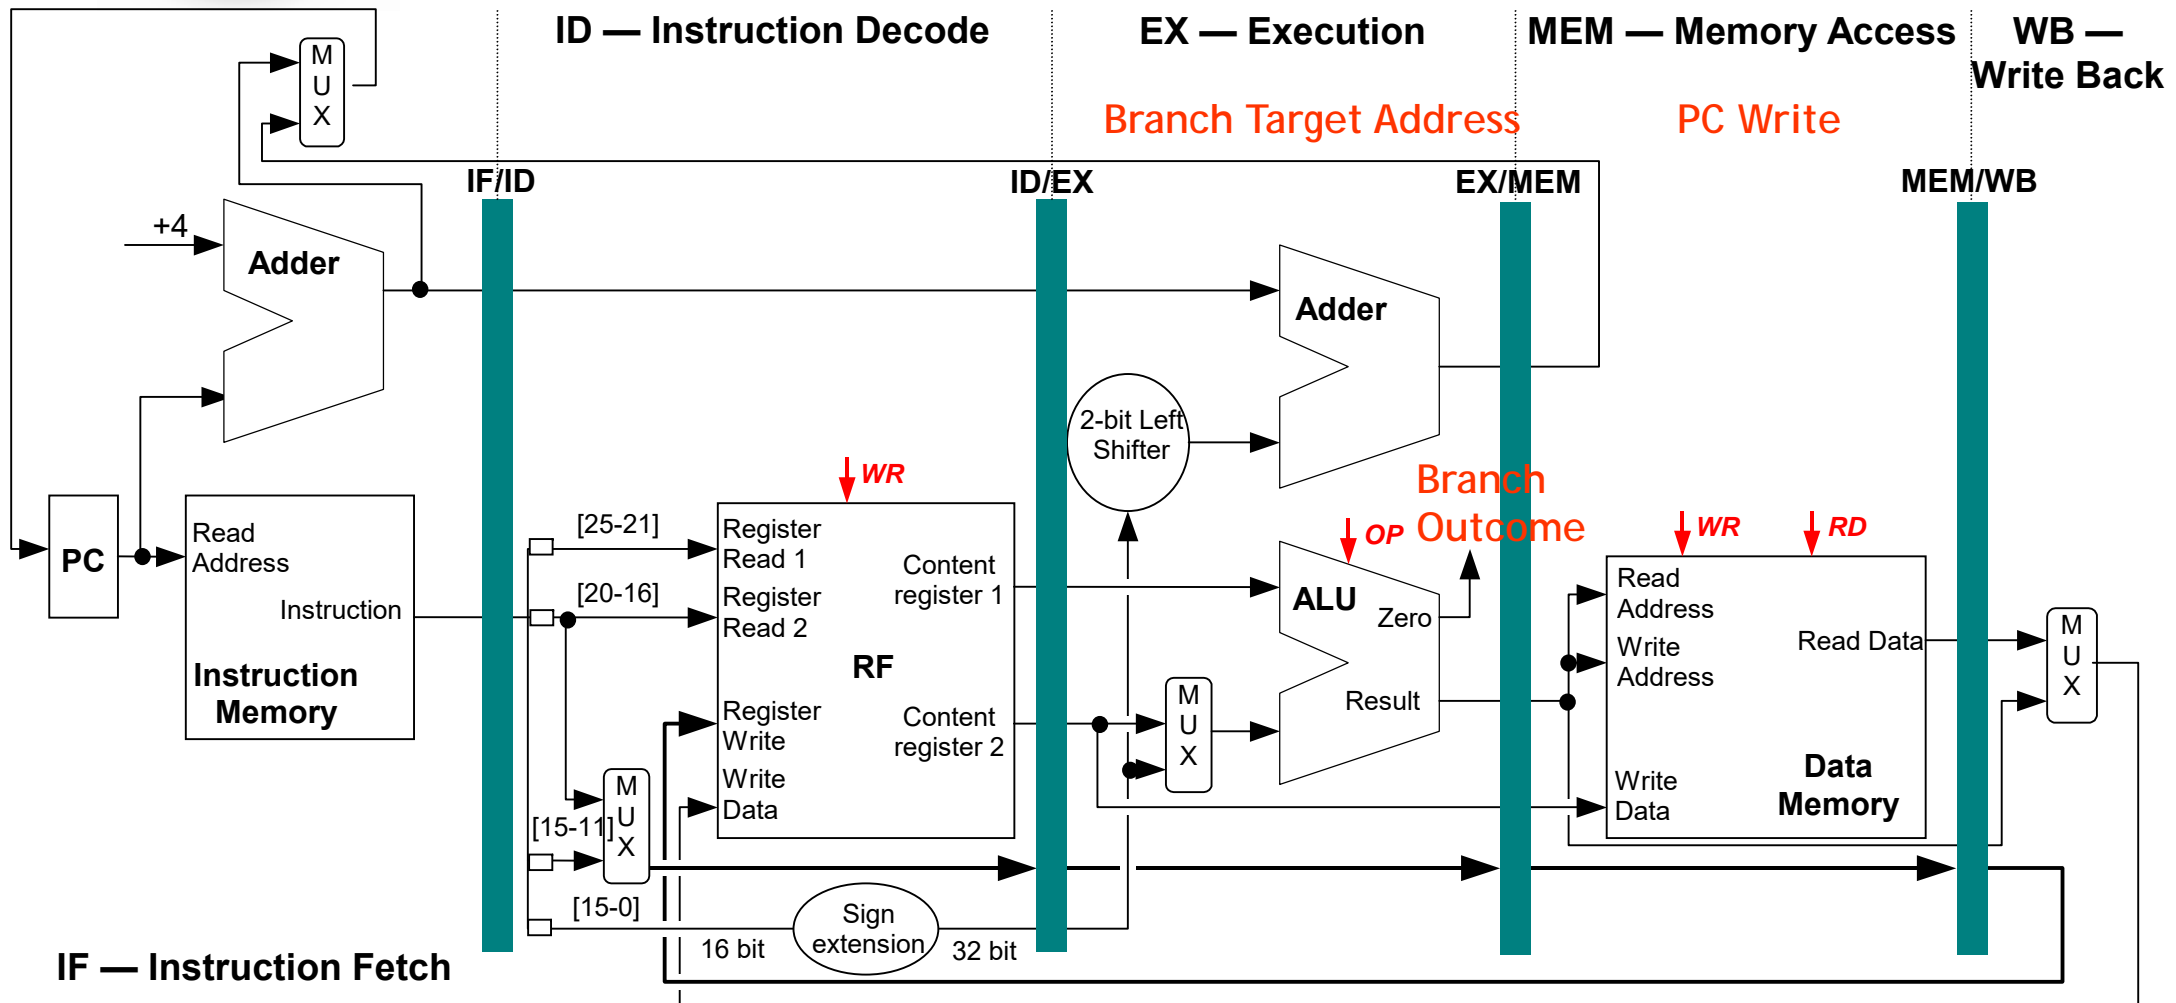 ID — Instruction Decode
EX — Execution
MEM — Memory Access
WB —
Write Back
M
U
X
Branch Target Address
PC Write
IF/ID
ID/EX
EX/MEM
MEM/WB
+4
Adder
Adder
2-bit Left
Shifter
WR
Branch
Outcome
OP
WR
RD
PC
Read
Address
Instruction
Instruction
Memory
[25-21]
[20-16]
[15-11]
[15-0]
M
U
X
Register
Read 1
Register
Read 2
RF
Register
Write
Write
Data
Content
register 1
Content
register 2
M
U
X
ALU
Zero
Result
Read
Address
Write
Address
Read Data
Write
Data
Data
Memory
M
U
X
16 bit
Sign
extension
32 bit
IF — Instruction Fetch